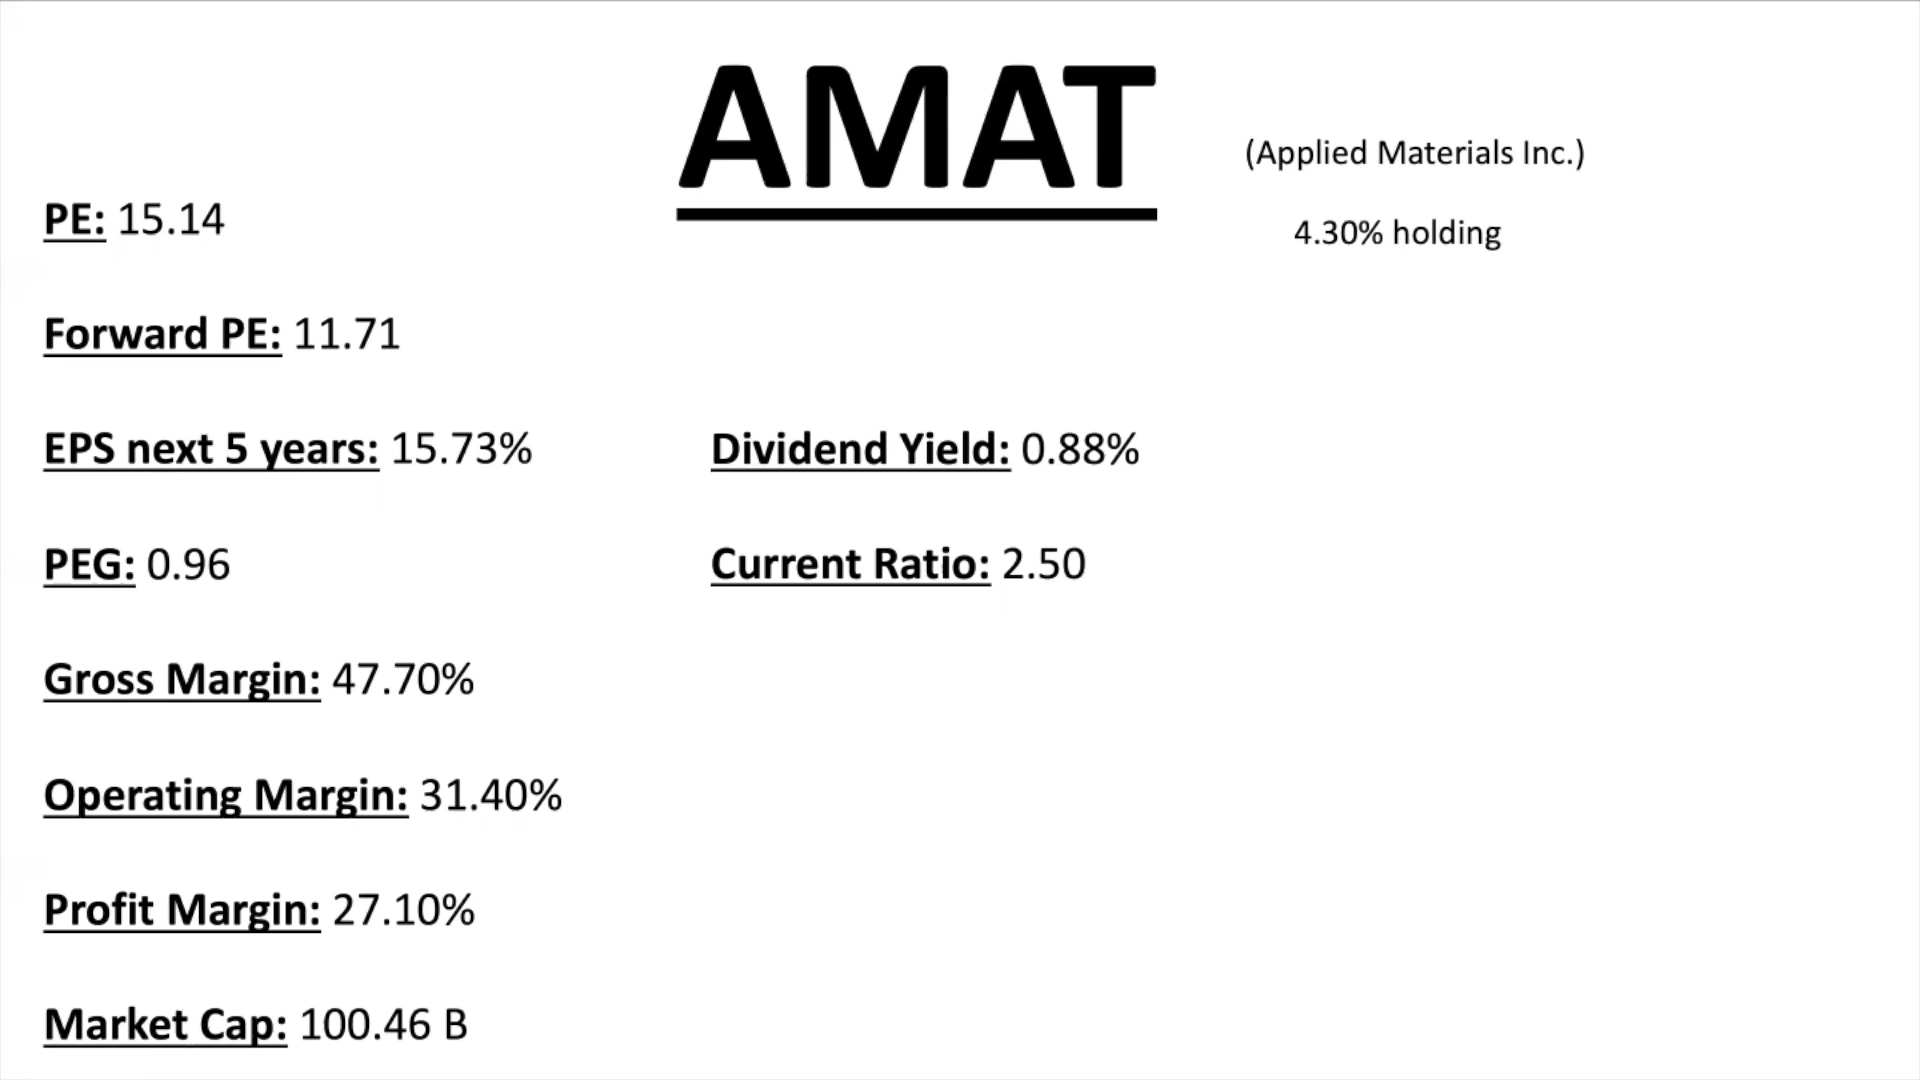 AMAT
(Applied Materials Inc.)
4.30% holding
PE: 15.14
Forward PE: 11.71
EPS next 5 years: 15.73%
PEG: 0.96
Gross Margin: 47.70%
Operating Margin: 31.40%
Profit Margin: 27.10%
Market Cap: 100.46 B
Dividend Yield: 0.88%
Current Ratio: 2.50